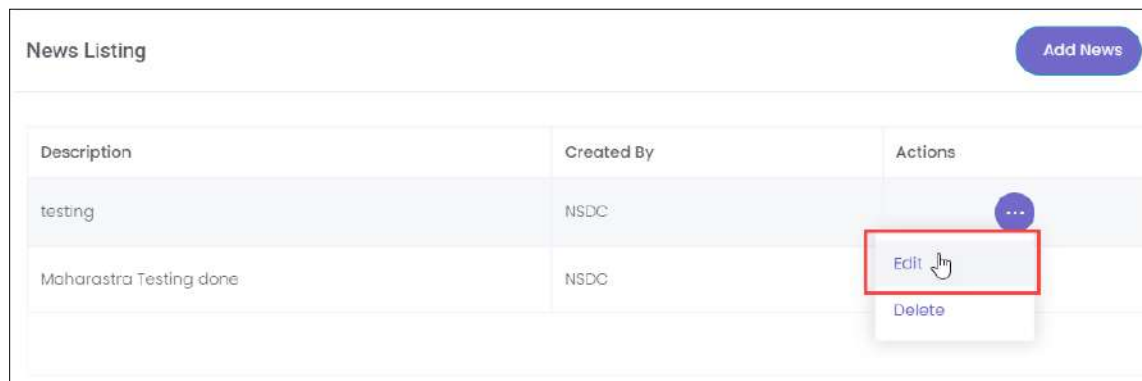 News Listing
Add News
Description Created By Actions
testing NSDC
Edit
Maharastra Testing done NSDC
Delete